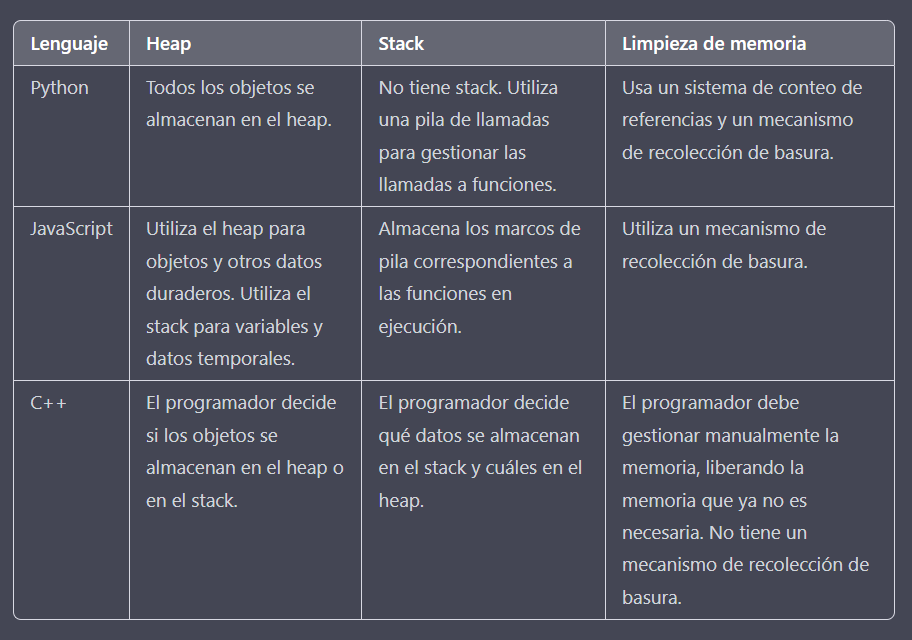 Lenguaje
Heap
Stack
Limpieza de memoria
Python
Todos los objetos se
almacenan en el heap.
No tiene stack. Utiliza
una pila de llamadas
para gestionar las
llamadas a funciones.
Usa un sistema de conteo de
referencias y un mecanismo
de recolección de basura.
JavaScript
Utiliza el heap para
objetos y otros datos
duraderos. Utiliza el
stack para variables y
datos temporales.
Almacena los marcos de
pila correspondientes a
las funciones en
ejecución.
Utiliza un mecanismo de
recolección de basura.
C++
El programador decide
si los objetos se
almacenan en el heap o
en el stack.
El programador decide
qué datos se almacenan
en el stack y cuáles en el
heap.
El programador debe
gestionar manualmente la
memoria, liberando la
memoria que ya no es
necesaria. No tiene un
mecanismo de recolección de
basura.